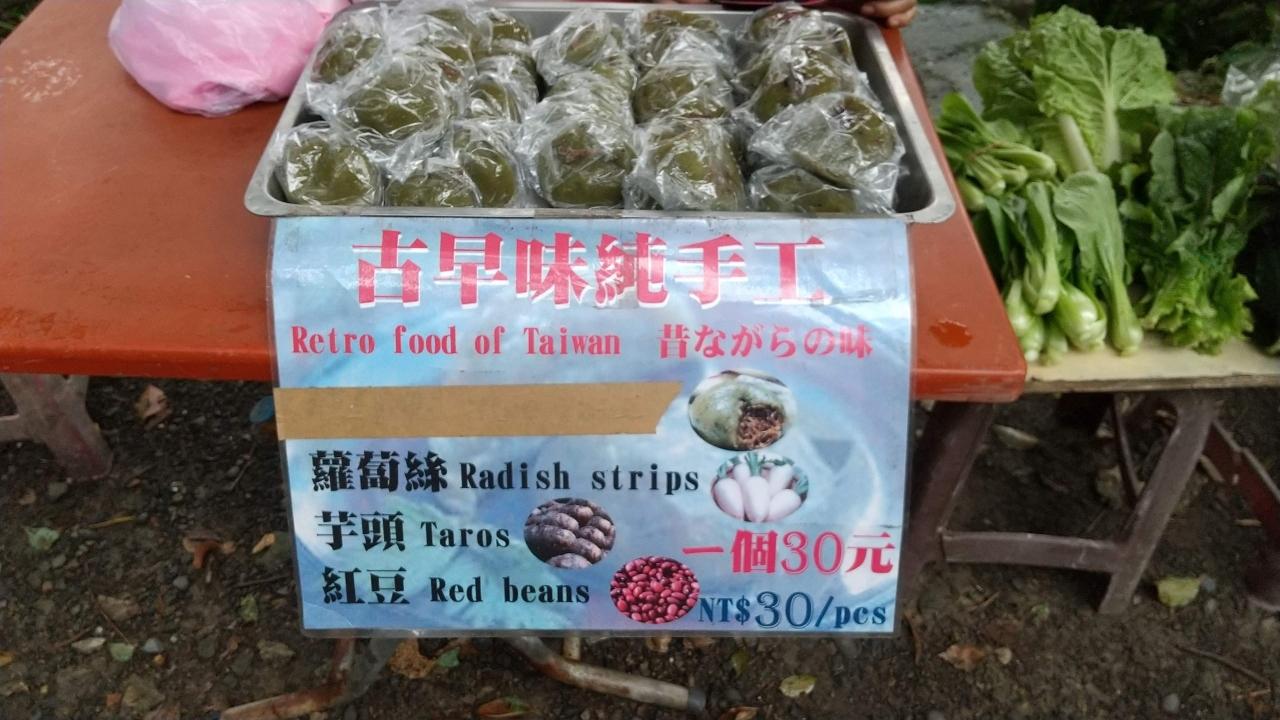 古早味純手工
Retro food of Taiwan 昔ながらの味
蘿蔔絲 Radish strips
芋頭 Taros
紅豆 Red beans
一個30元
NT$30/pcs